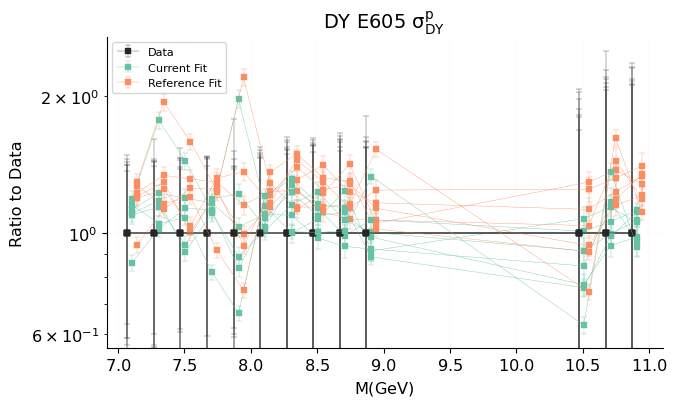 DY E605 σ^p_DY
Data
Current Fit
Reference Fit
Ratio to Data
2 × 10⁰
10⁰
6 × 10⁻¹
7.0 7.5 8.0 8.5 9.0 9.5 10.0 10.5 11.0
M(GeV)